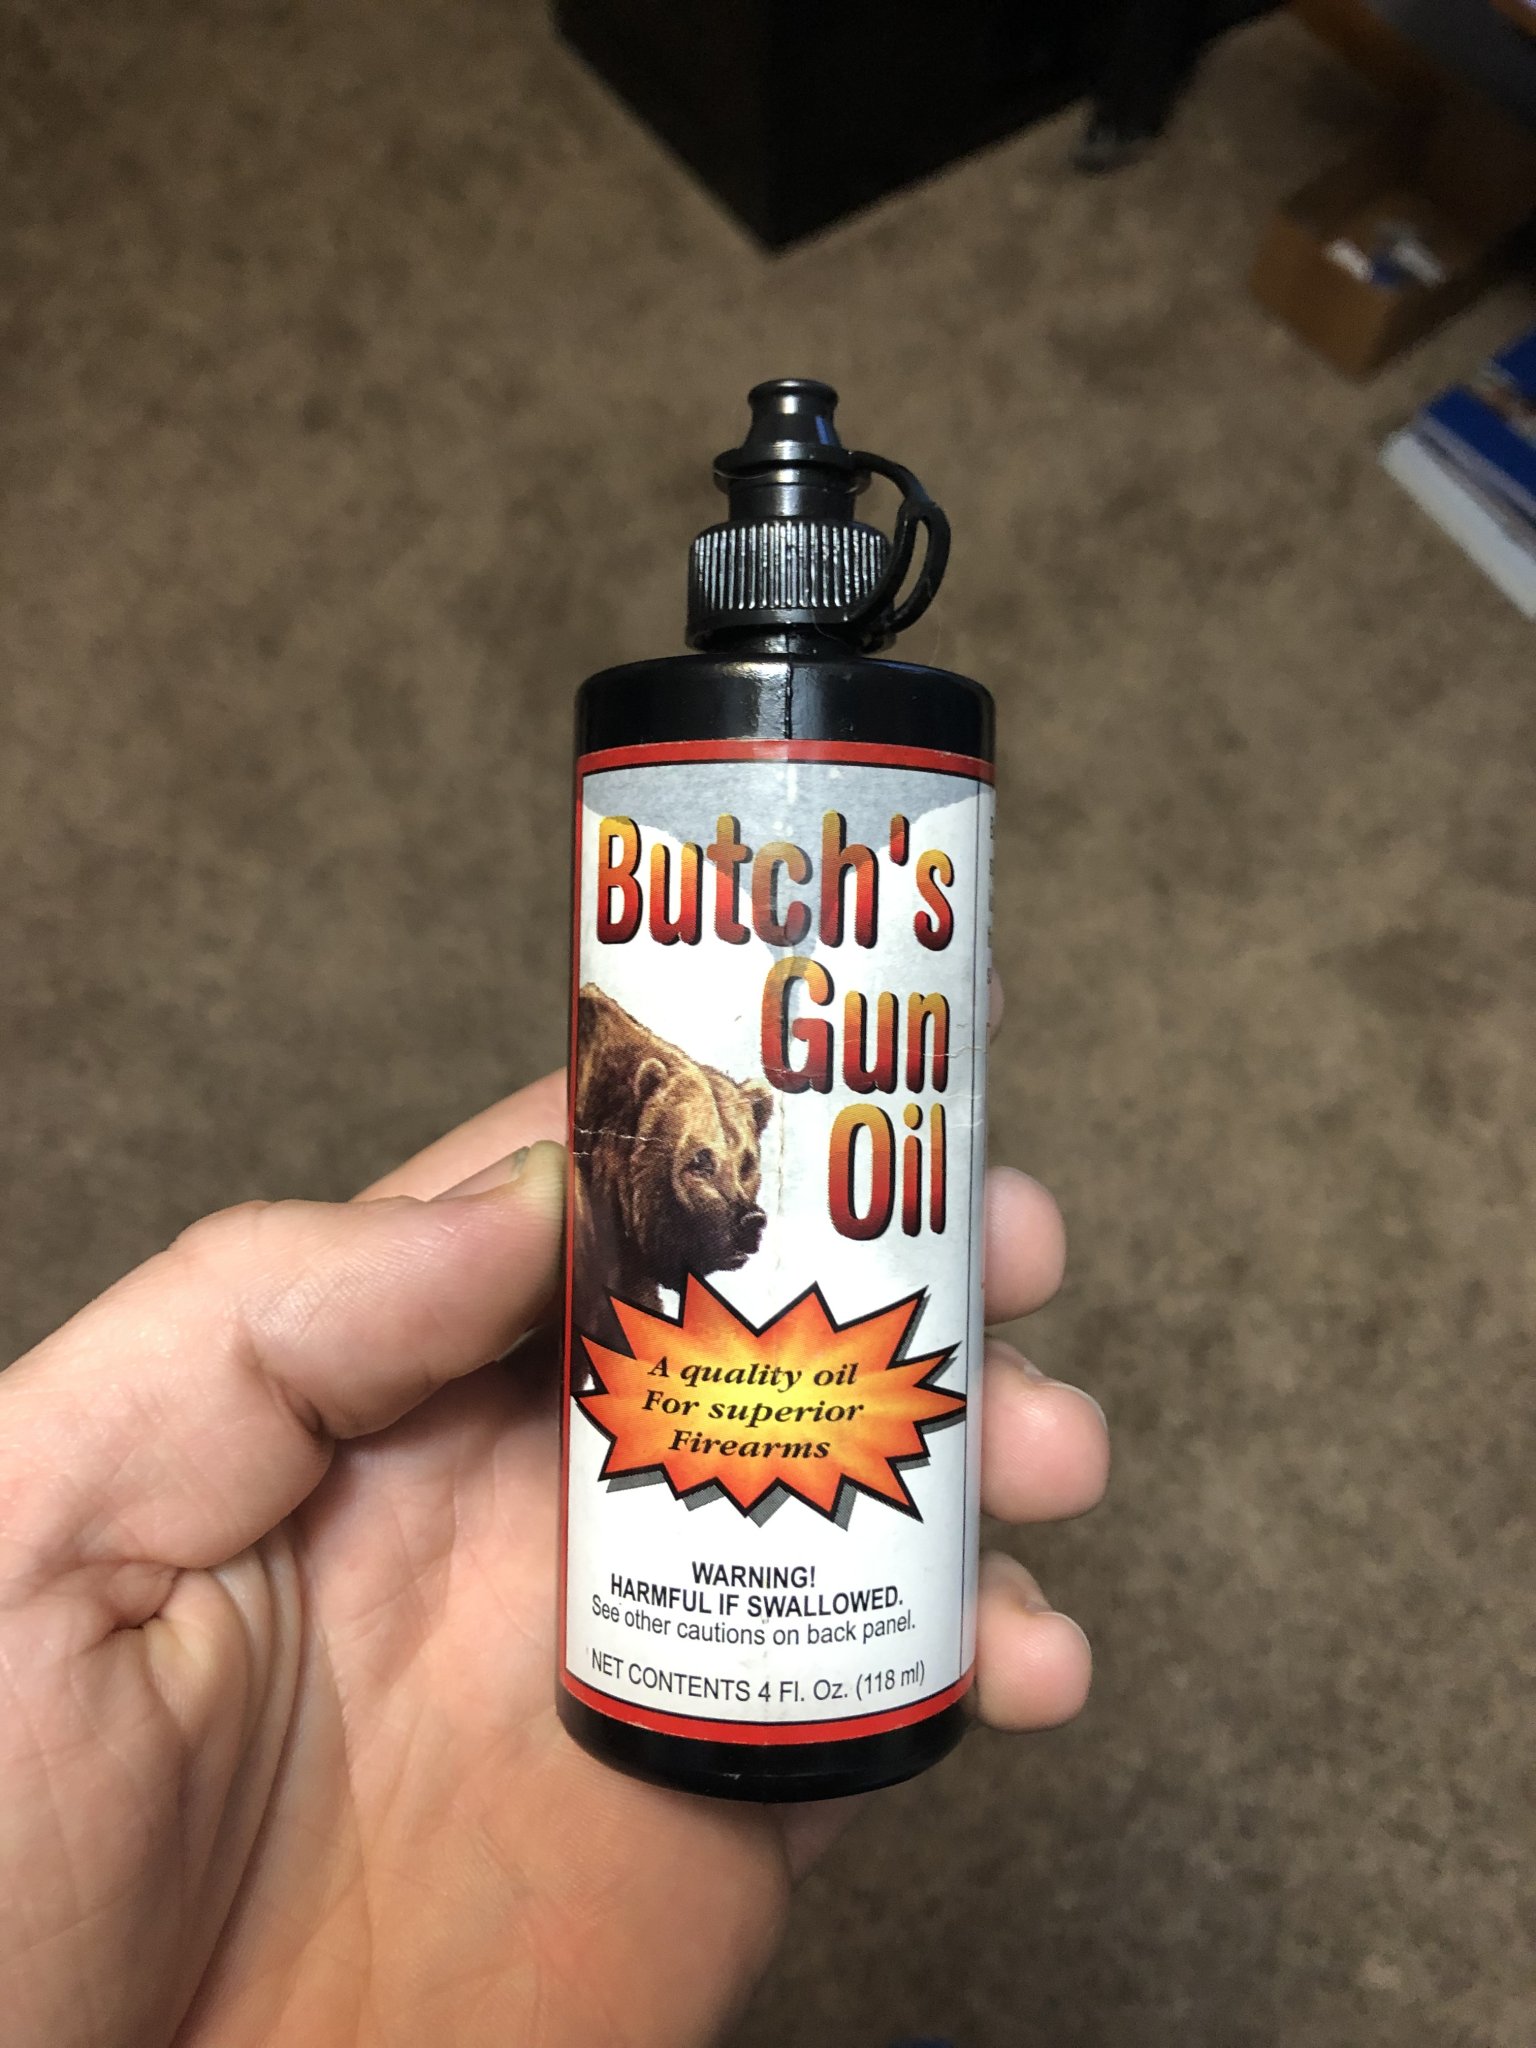 Butch's
Gun
Oil
A quality oil
For superior
Firearms
WARNING!
HARMFUL IF SWALLOWED.
See other cautions on back panel.
NET CONTENTS 4 Fl. Oz. (118 ml)